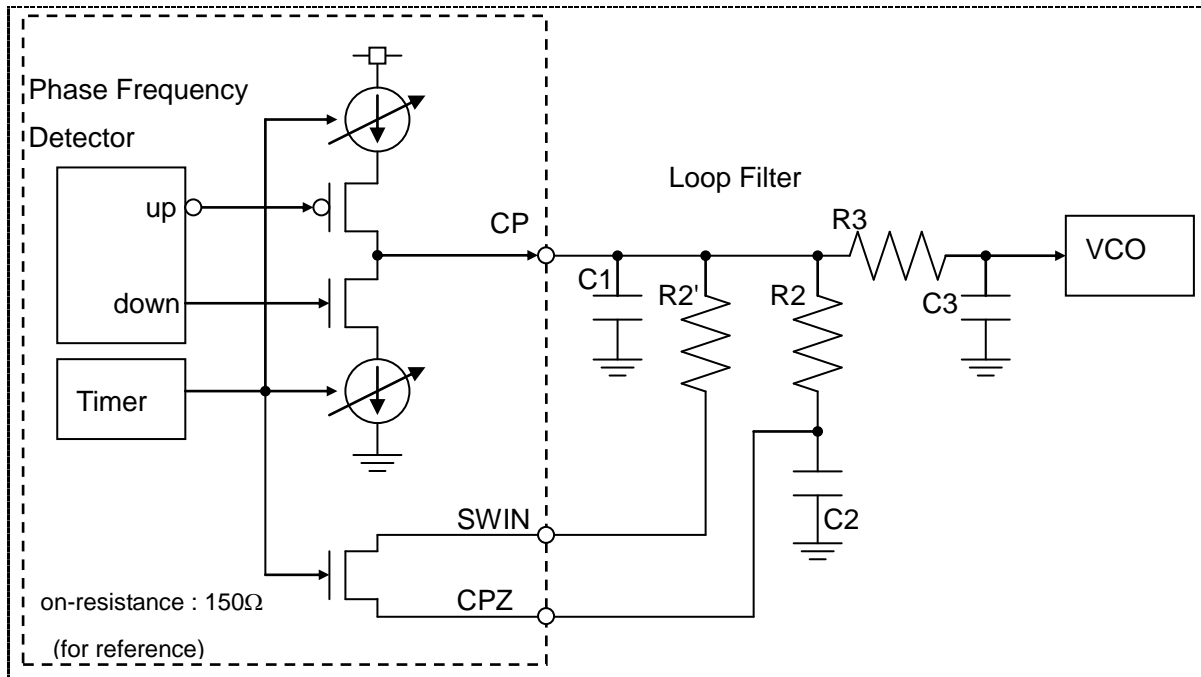 Phase Frequency
Detector
up
down
Timer
on-resistance : 150Ω
(for reference)
CP
SWIN
CPZ
Loop Filter
C1
R2'
R2
C2
R3
C3
VCO